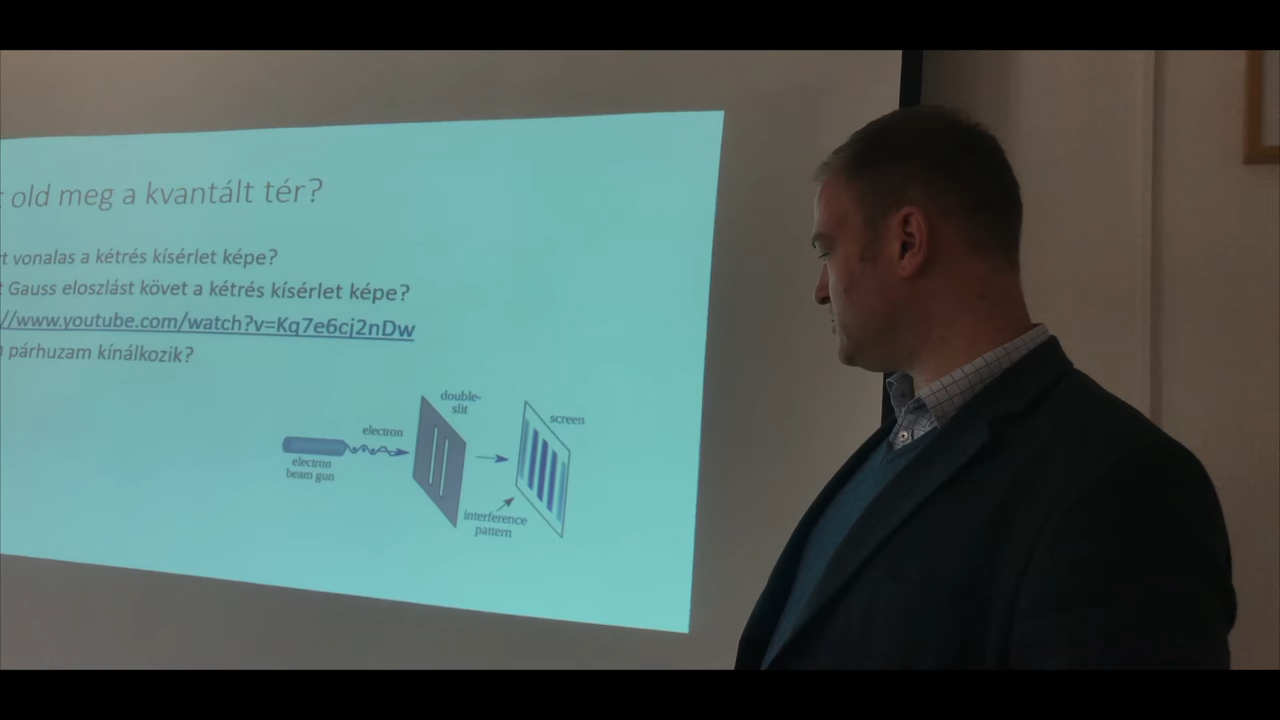 old meg a kvantált tér?
vonalas a kétrés kísérlet képe?
Gauss eloszlást követ a kétrés kísérlet képe?
//www.youtube.com/watch?v=Kq7e6cj2nDw
párhuzam kínálkozik?
double-
slit
screen
electron
electron
beam gun
interference
pattern